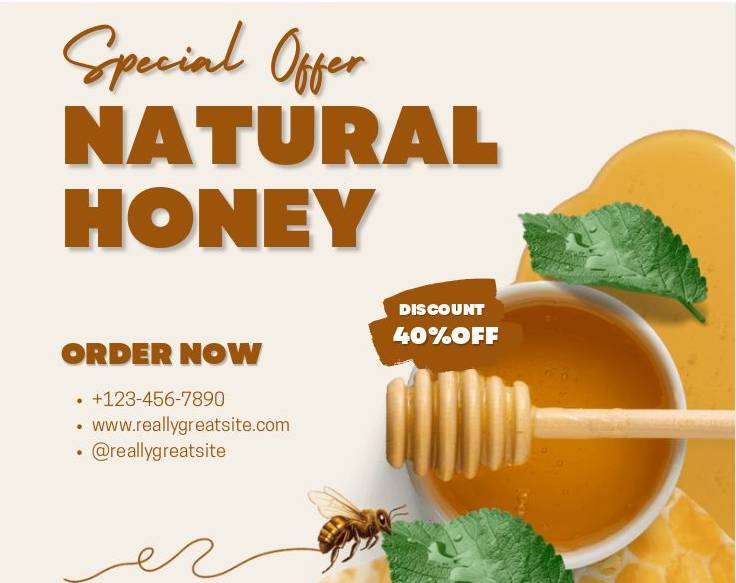 Special Offer
NATURAL
HONEY
DISCOUNT
40%OFF
ORDER NOW
• +123-456-7890
• www.reallygreatsite.com
• @reallygreatsite